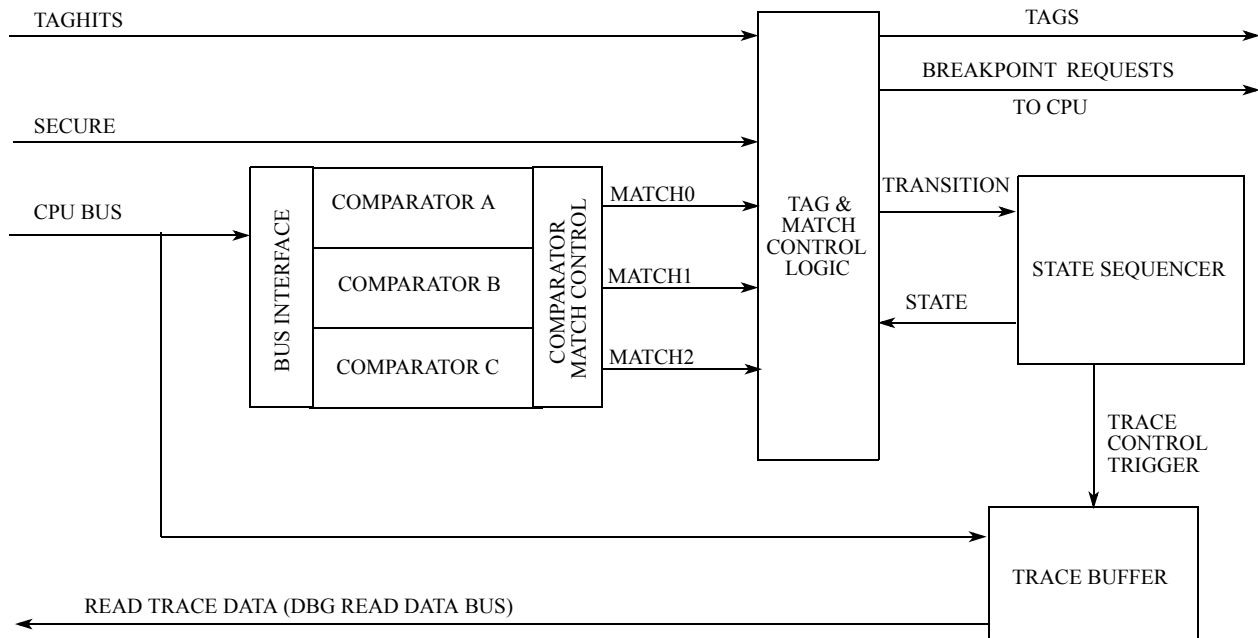 TAGHITS
TAGS
BREAKPOINT REQUESTS
TO CPU
SECURE
CPU BUS
BUS INTERFACE
COMPARATOR A
COMPARATOR B
COMPARATOR C
COMPARATOR
MATCH CONTROL
MATCH0
MATCH1
MATCH2
TAG &
MATCH
CONTROL
LOGIC
TRANSITION
STATE
STATE SEQUENCER
TRACE
CONTROL
TRIGGER
TRACE BUFFER
READ TRACE DATA (DBG READ DATA BUS)